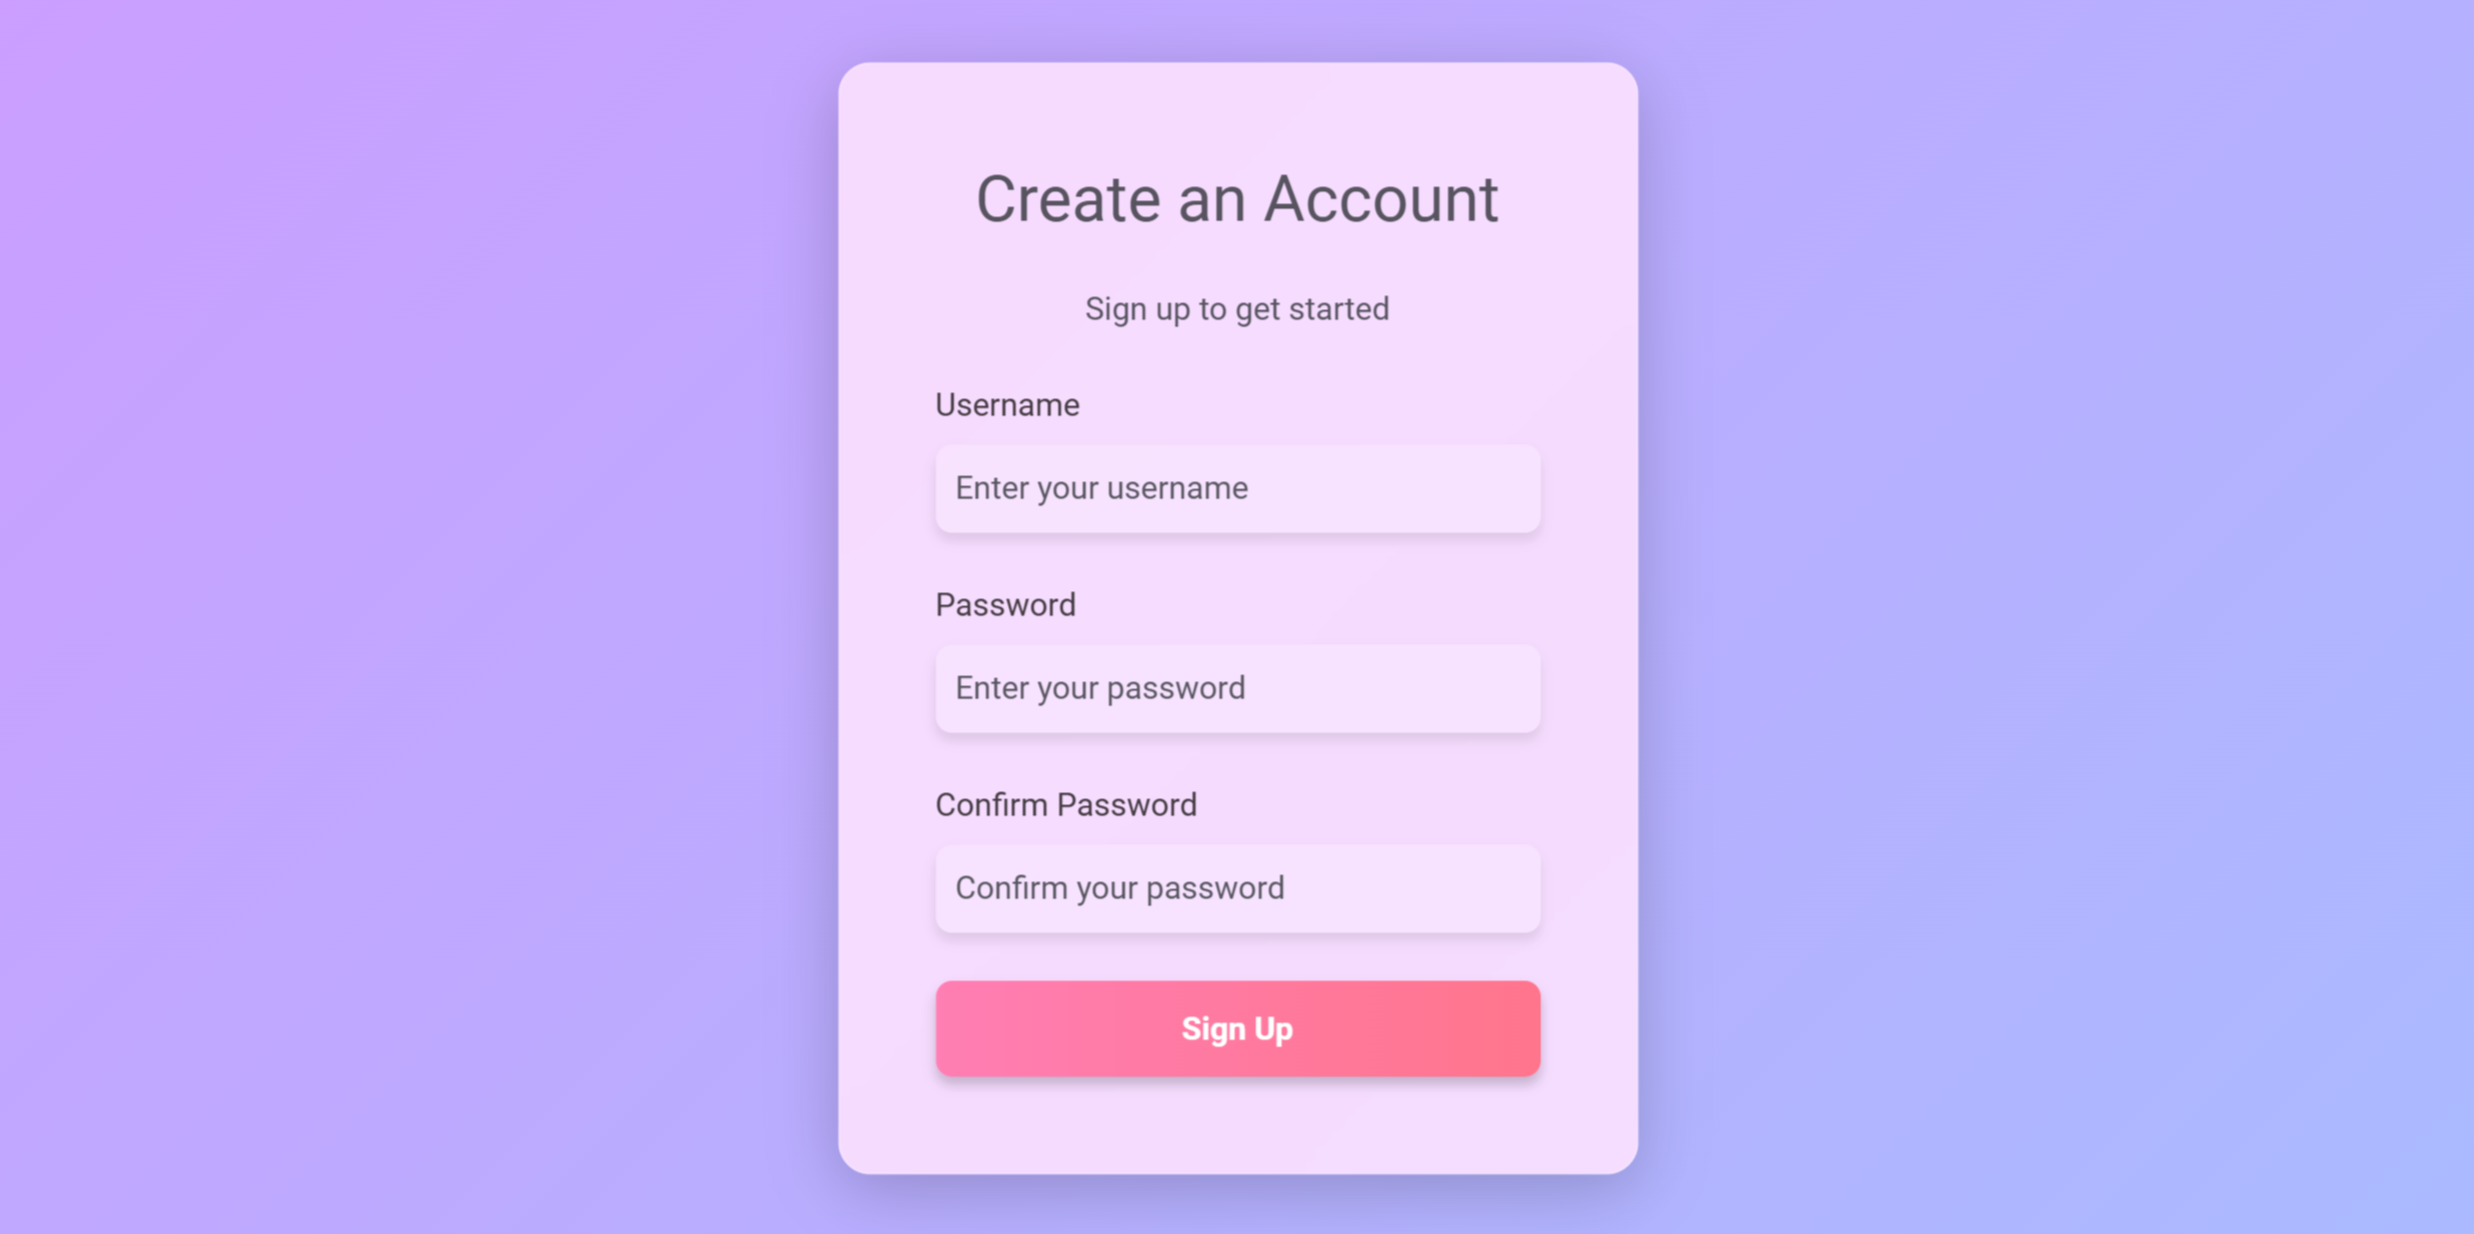 Create an Account
Sign up to get started
Username
Enter your username
Password
Enter your password
Confirm Password
Confirm your password
Sign Up